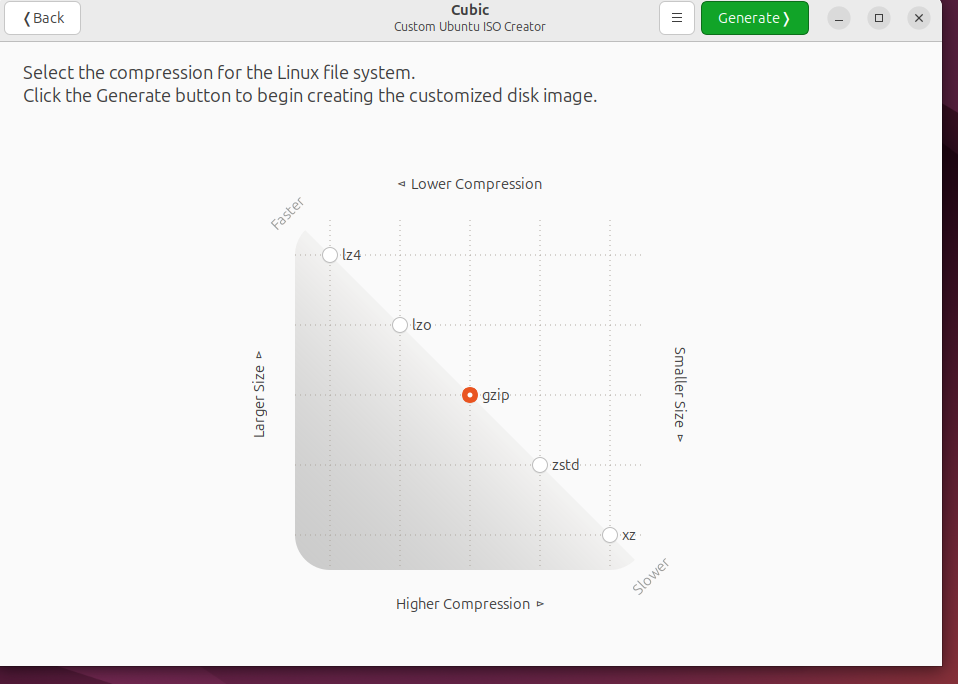 ❬Back
Cubic
Custom Ubuntu ISO Creator
Generate❭
Select the compression for the Linux file system.
Click the Generate button to begin creating the customized disk image.
⊲ Lower Compression
Faster
lz4
lzo
Larger Size ⊳
gzip
Smaller Size ⊳
zstd
xz
Slower
Higher Compression ⊳